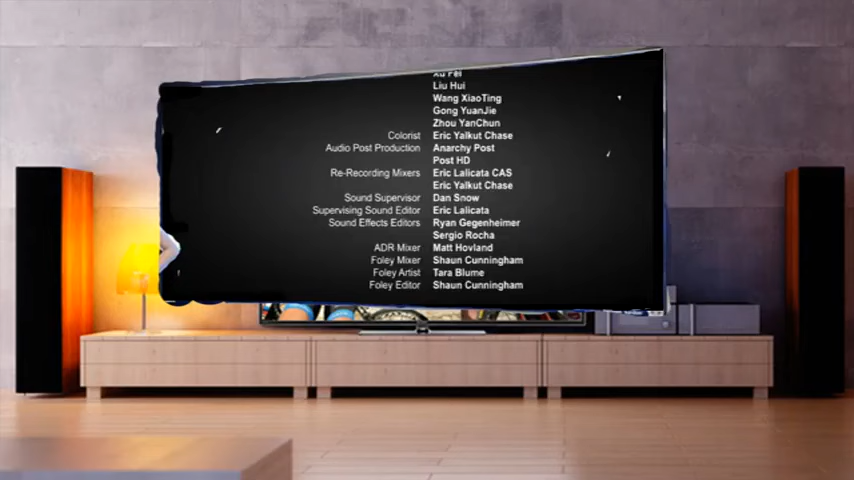 Xu Fei
Liu Hui
Wang XiaoTing
Gong YuanJie
Zhou YanChun
Colorist Eric Yalkut Chase
Audio Post Production Anarchy Post
Post HD
Re-Recording Mixers Eric Lalicata CAS
Eric Yalkut Chase
Sound Supervisor Dan Snow
Supervising Sound Editor Eric Lalicata
Sound Effects Editors Ryan Gegenheimer
Sergio Rocha
ADR Mixer Matt Hovland
Foley Mixer Shaun Cunningham
Foley Artist Tara Blume
Foley Editor Shaun Cunningham